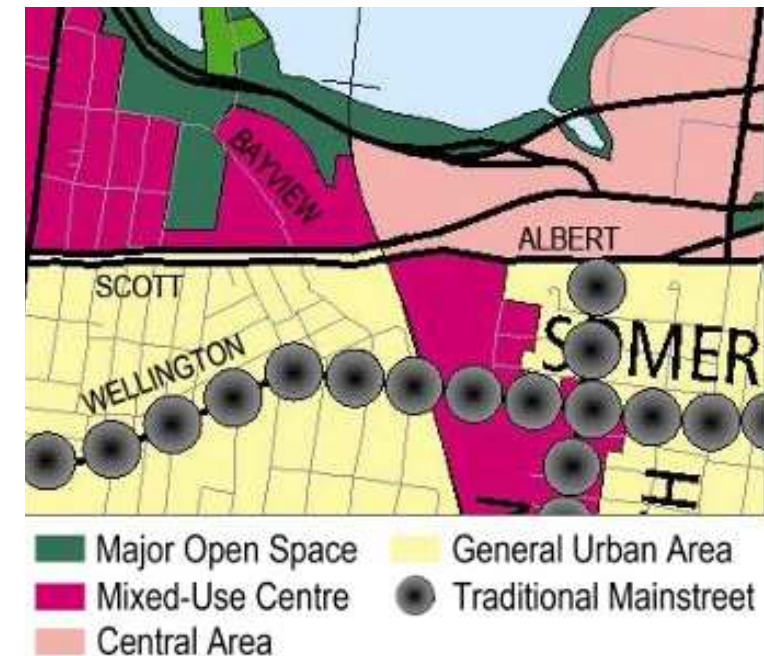 BAYVIEW
ALBERT
SCOTT
SOMER
WELLINGTON
H
Major Open Space
General Urban Area
Mixed-Use Centre
Traditional Mainstreet
Central Area